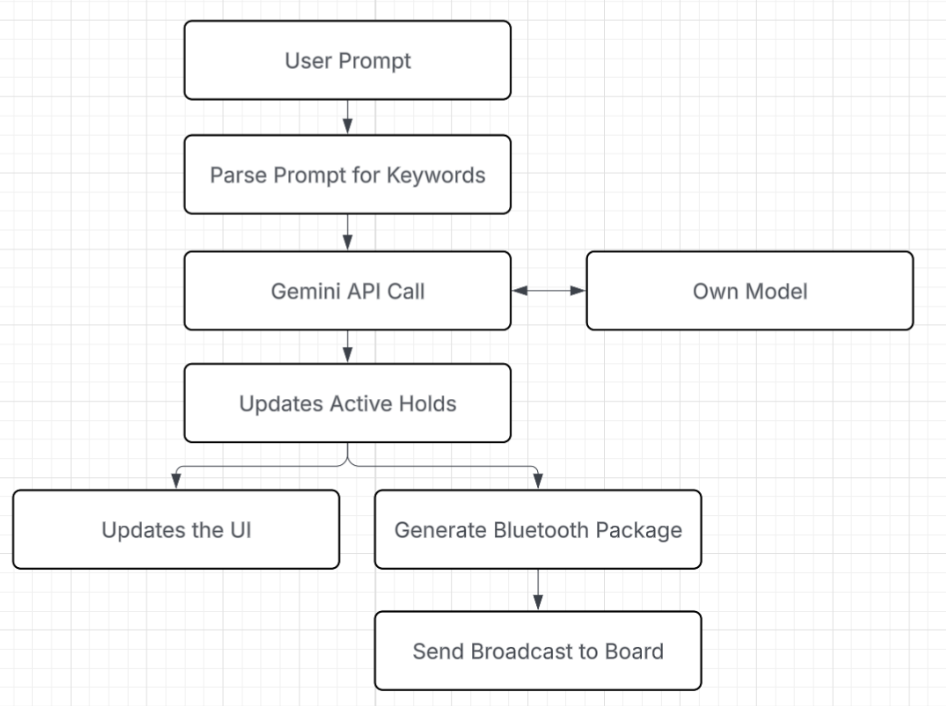 User Prompt
Parse Prompt for Keywords
Gemini API Call
Own Model
Updates Active Holds
Updates the UI
Generate Bluetooth Package
Send Broadcast to Board